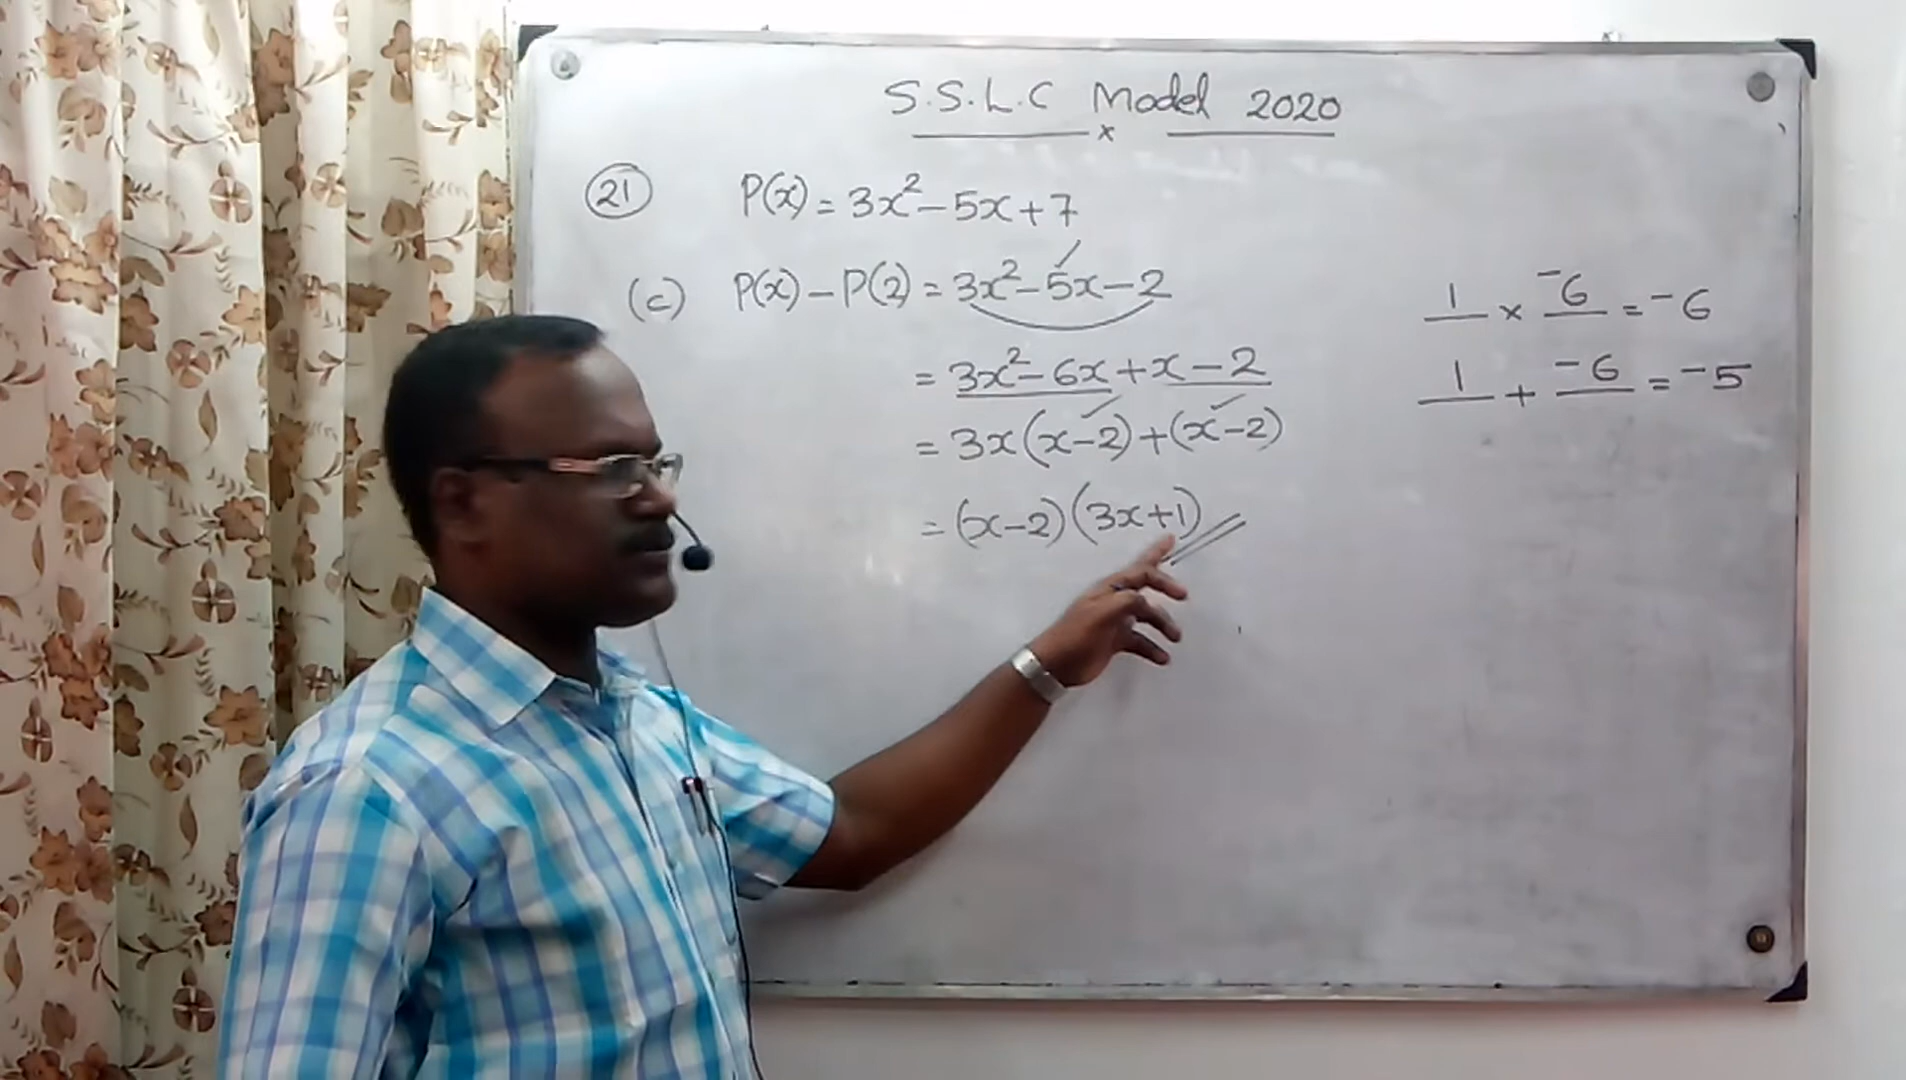 S.S.L.C Model 2020
x
21 P(x) = 3x² - 5x + 7
(c) P(x) - P(2) = 3x² - 5x - 2
= 3x² - 6x + x - 2
= 3x(x-2) + (x-2)
= (x-2)(3x+1)
1 x ⁻6 = ⁻6
1 + ⁻6 = ⁻5